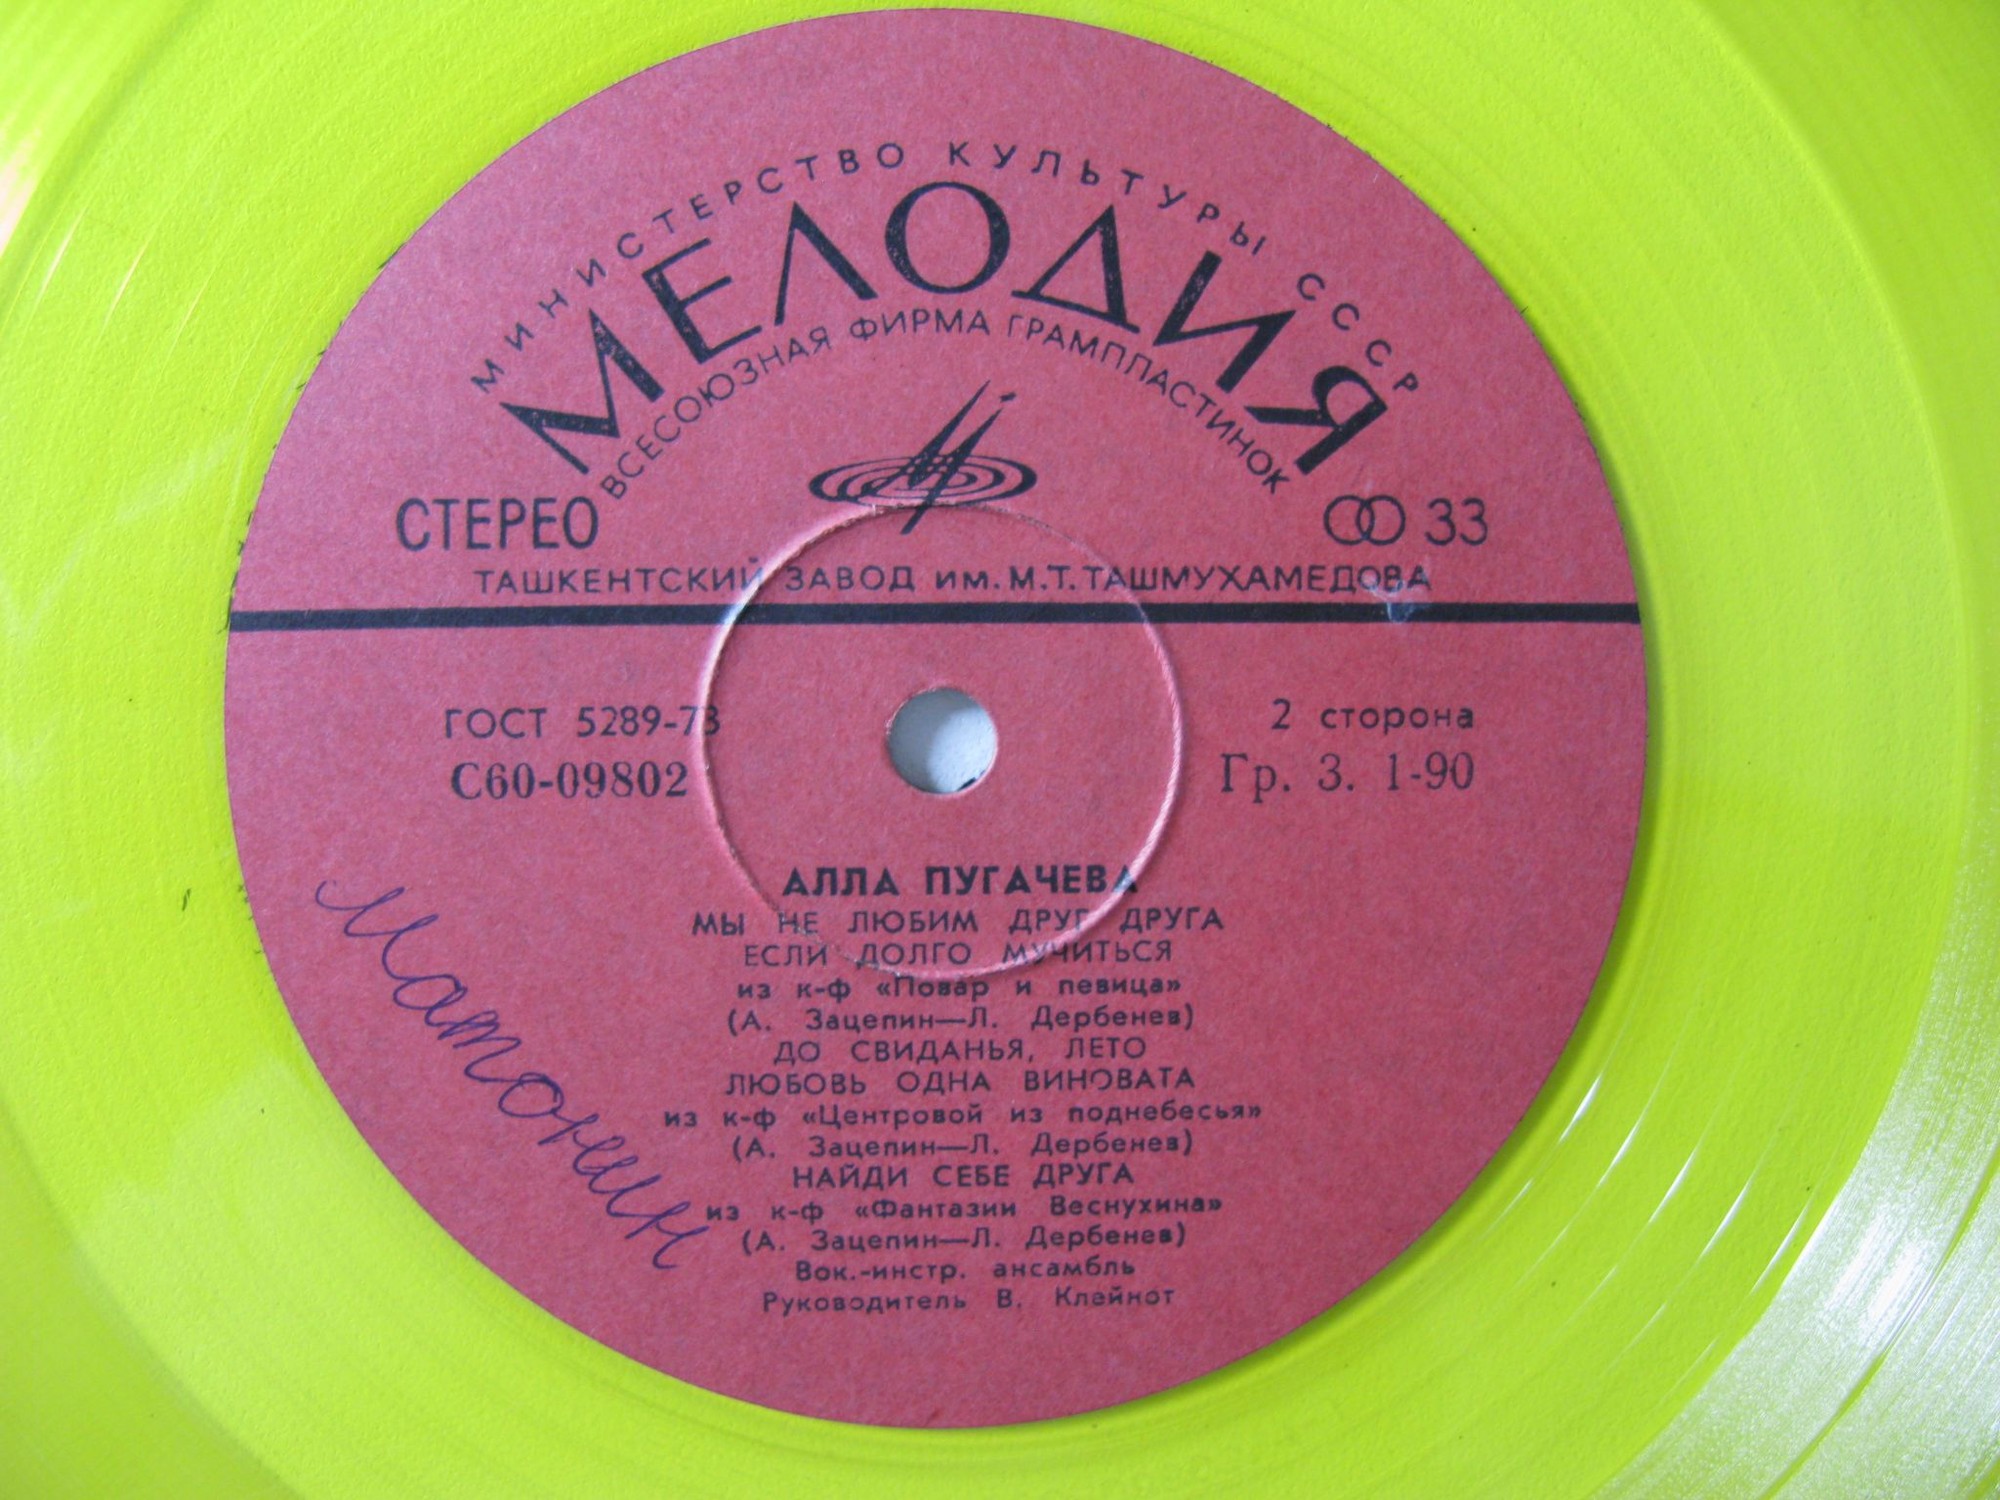 МИНИСТЕРСТВО КУЛЬТУРЫ СССР
МЕЛОДИЯ
ВСЕСОЮЗНАЯ ФИРМА ГРАМПЛАСТИНОК
СТЕРЕО 33
ТАШКЕНТСКИЙ ЗАВОД им. М.Т. ТАШМУХАМЕДОВА
ГОСТ 5289-73 2 сторона
С60-09802 Гр. 3. 1-90
АЛЛА ПУГАЧЕВА
МЫ НЕ ЛЮБИМ ДРУГ ДРУГА
ЕСЛИ ДОЛГО МУЧИТЬСЯ
из к-ф «Повар и певица»
(А. Зацепин—Л. Дербенев)
ДО СВИДАНЬЯ, ЛЕТО
ЛЮБОВЬ ОДНА ВИНОВАТА
из к-ф «Центровой из поднебесья»
(А. Зацепин—Л. Дербенев)
НАЙДИ СЕБЕ ДРУГА
из к-ф «Фантазии Веснухина»
(А. Зацепин—Л. Дербенев)
Вок.-инстр. ансамбль
Руководитель В. Клейнот
Матонин